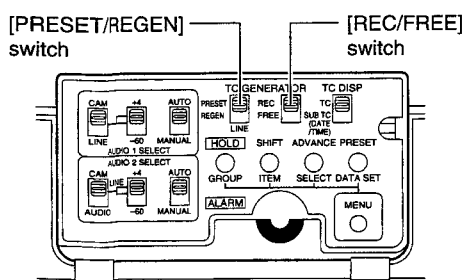 [PRESET/REGEN] switch
[REC/FREE] switch
TC GENERATOR TC DISP
PRESET
REGEN
LINE
REC
FREE
TC
SUB TC
(DATE
/TIME)
CAM
LINE
+4
-60
AUTO
MANUAL
AUDIO 1 SELECT
AUDIO 2 SELECT
CAM
LINE
AUDIO
+4
-60
AUTO
MANUAL
HOLD SHIFT ADVANCE PRESET
GROUP ITEM SELECT DATA SET
ALARM
MENU